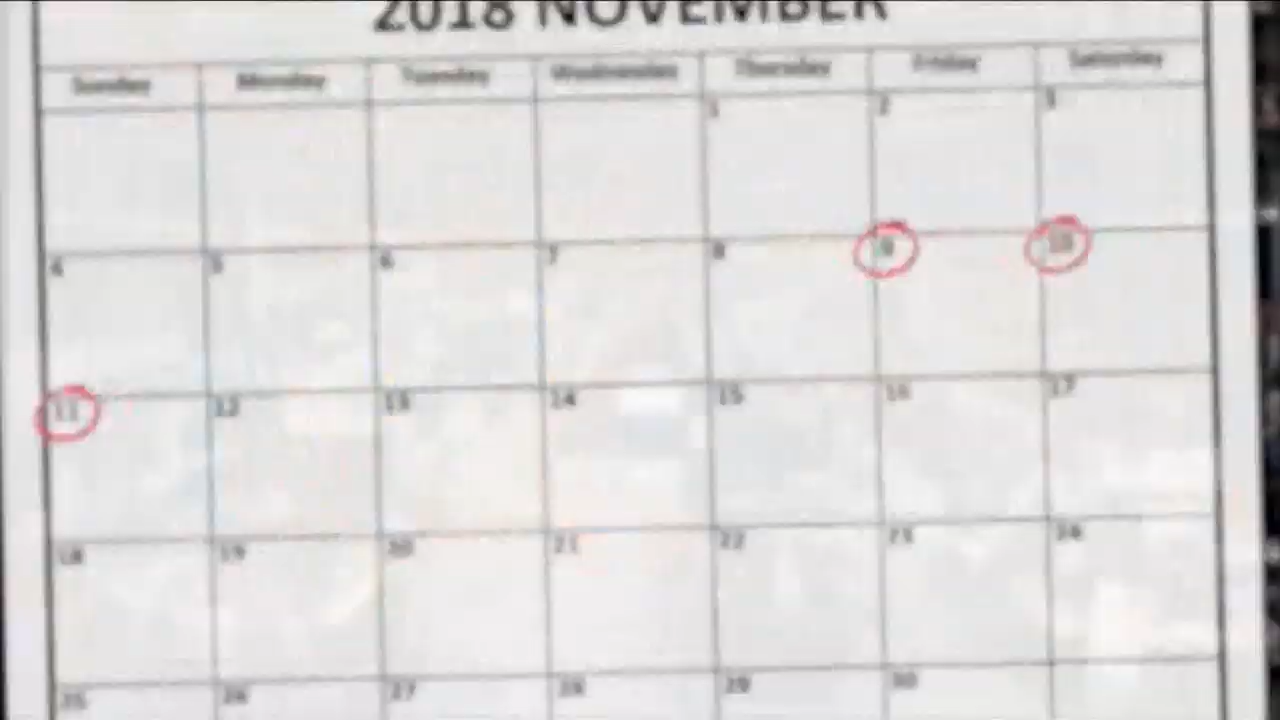 2018 NOVEMBER
Sunday Monday Tuesday Wednesday Thursday Friday Saturday
1 2 3
4 5 6 7 8 9 10
11 12 13 14 15 16 17
18 19 20 21 22 23 24
25 26 27 28 29 30